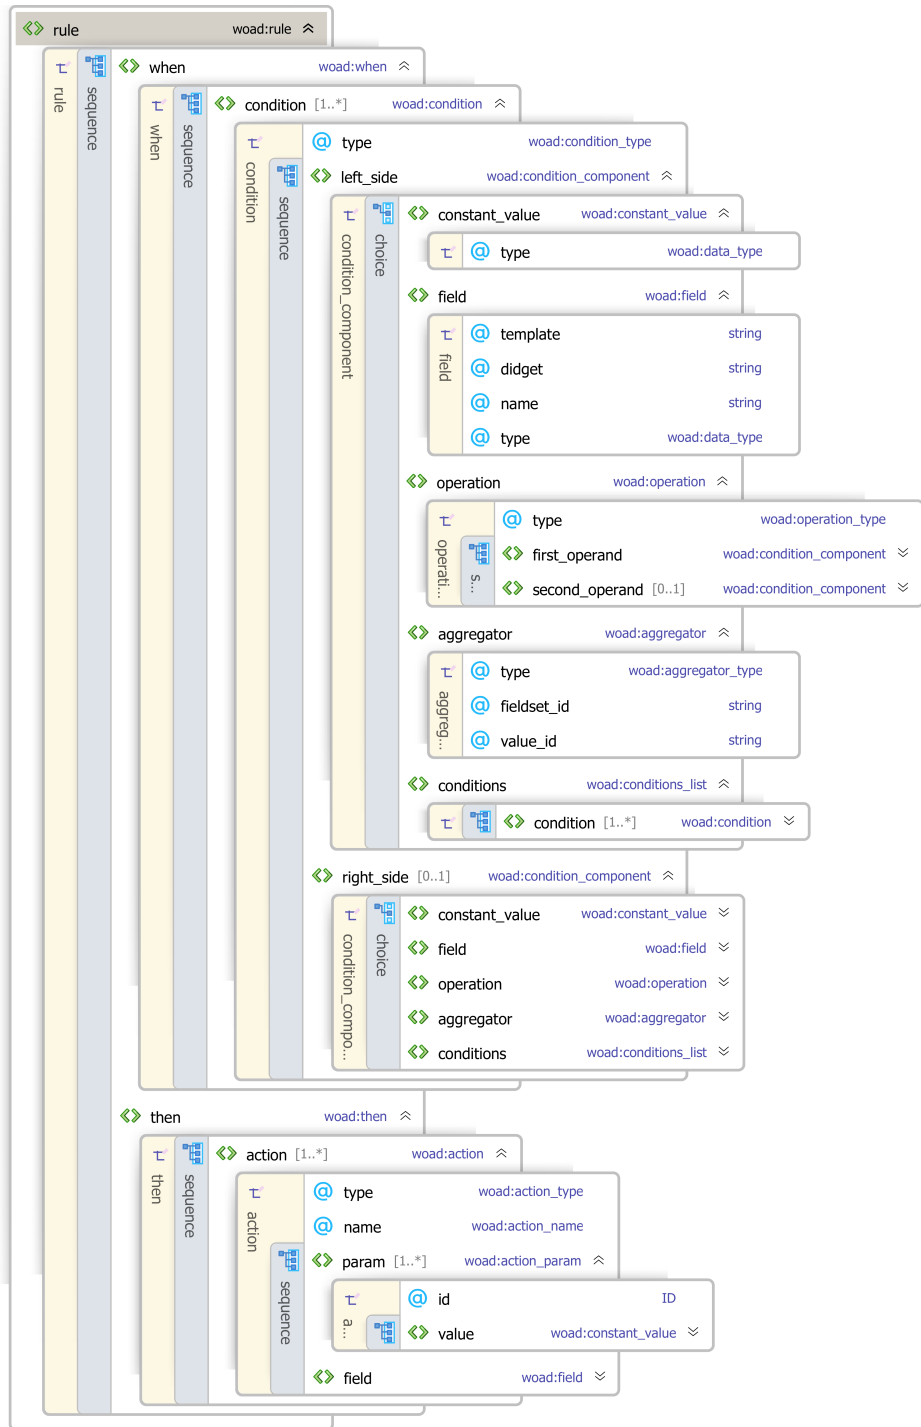 rule woad:rule
rule
sequence
when woad:when
when
sequence
condition [1..*] woad:condition
condition
sequence
@ type woad:condition_type
left_side woad:condition_component
condition_component
choice
constant_value woad:constant_value
@ type woad:data_type
field woad:field
field
@ template string
@ didget string
@ name string
@ type woad:data_type
operation woad:operation
operati...
s...
@ type woad:operation_type
first_operand woad:condition_component
second_operand [0..1] woad:condition_component
aggregator woad:aggregator
aggreg...
@ type woad:aggregator_type
@ fieldset_id string
@ value_id string
conditions woad:conditions_list
condition [1..*] woad:condition
right_side [0..1] woad:condition_component
condition_compo...
choice
constant_value woad:constant_value
field woad:field
operation woad:operation
aggregator woad:aggregator
conditions woad:conditions_list
then woad:then
then
sequence
action [1..*] woad:action
action
sequence
@ type woad:action_type
@ name woad:action_name
param [1..*] woad:action_param
a...
@ id ID
value woad:constant_value
field woad:field